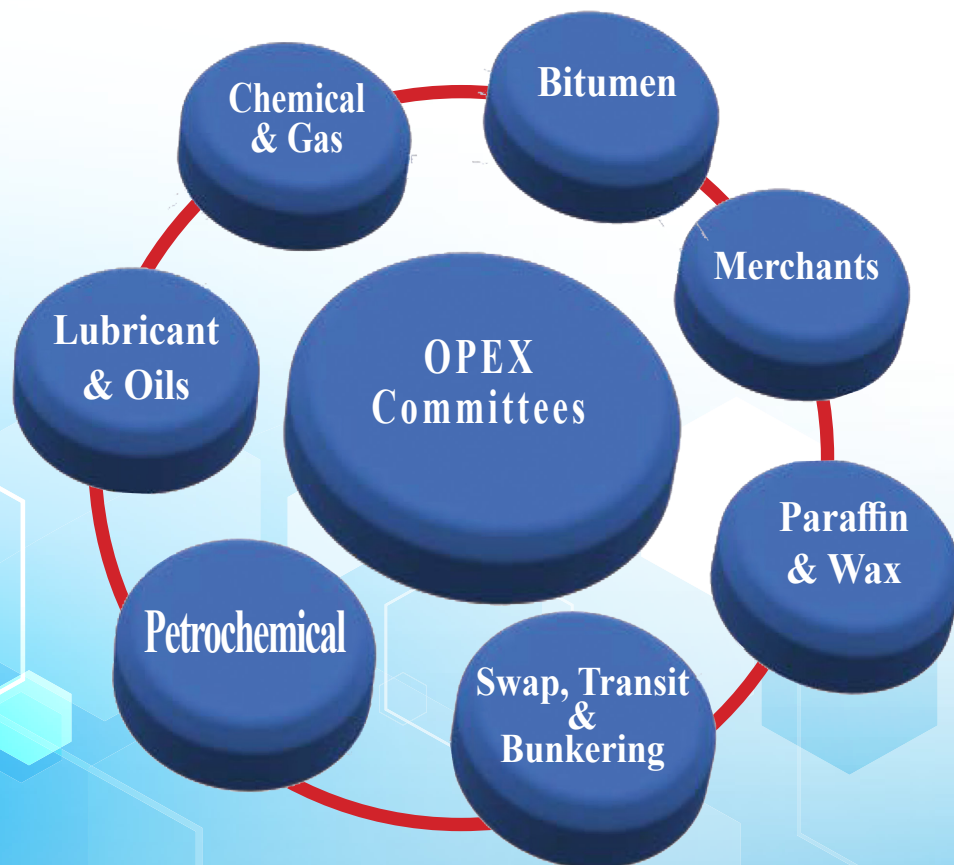 Chemical
& Gas
Bitumen
Merchants
Lubricant
& Oils
OPEX
Committees
Paraffin
& Wax
Petrochemical
Swap, Transit
&
Bunkering